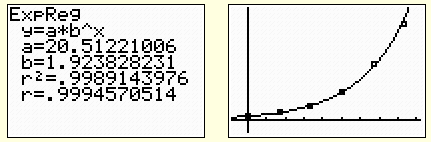 ExpReg
y=a*b^x
a=20.51221006
b=1.923828231
r²=.9989143976
r=.9994570514